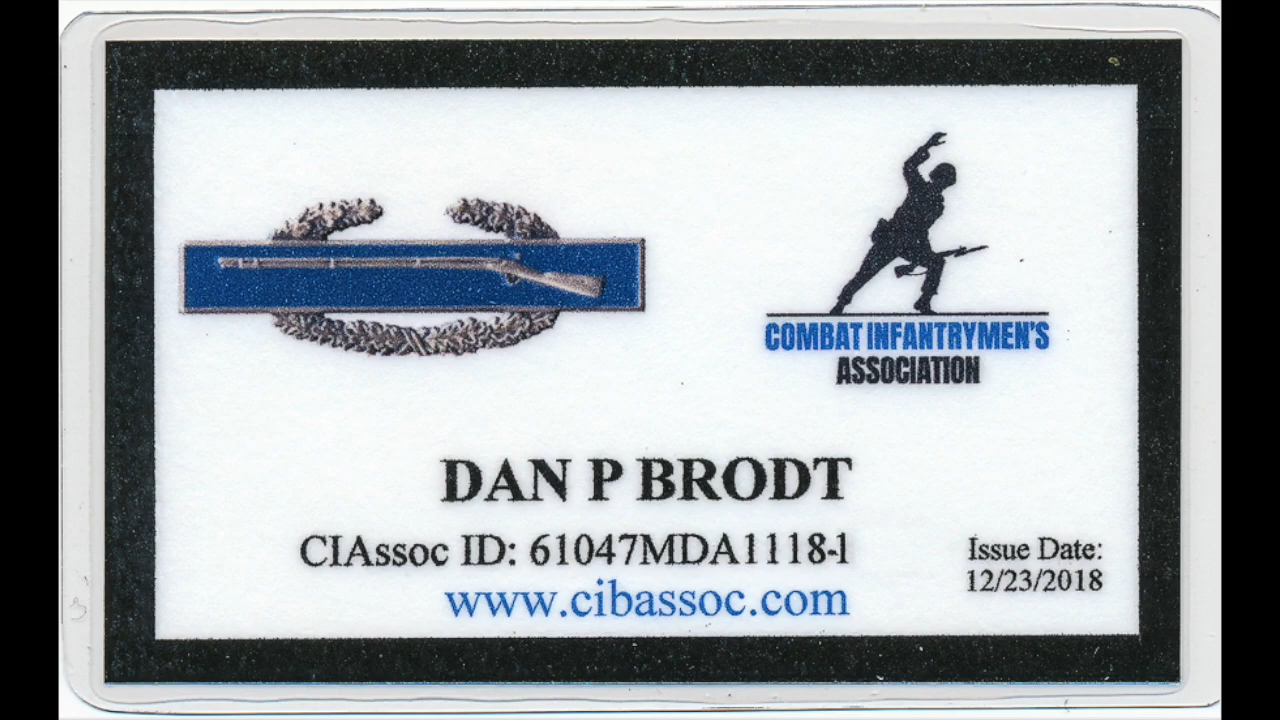 COMBAT INFANTRYMEN'S
ASSOCIATION
DAN P BRODT
CIAssoc ID: 61047MDA1118-1
www.cibassoc.com
Issue Date:
12/23/2018